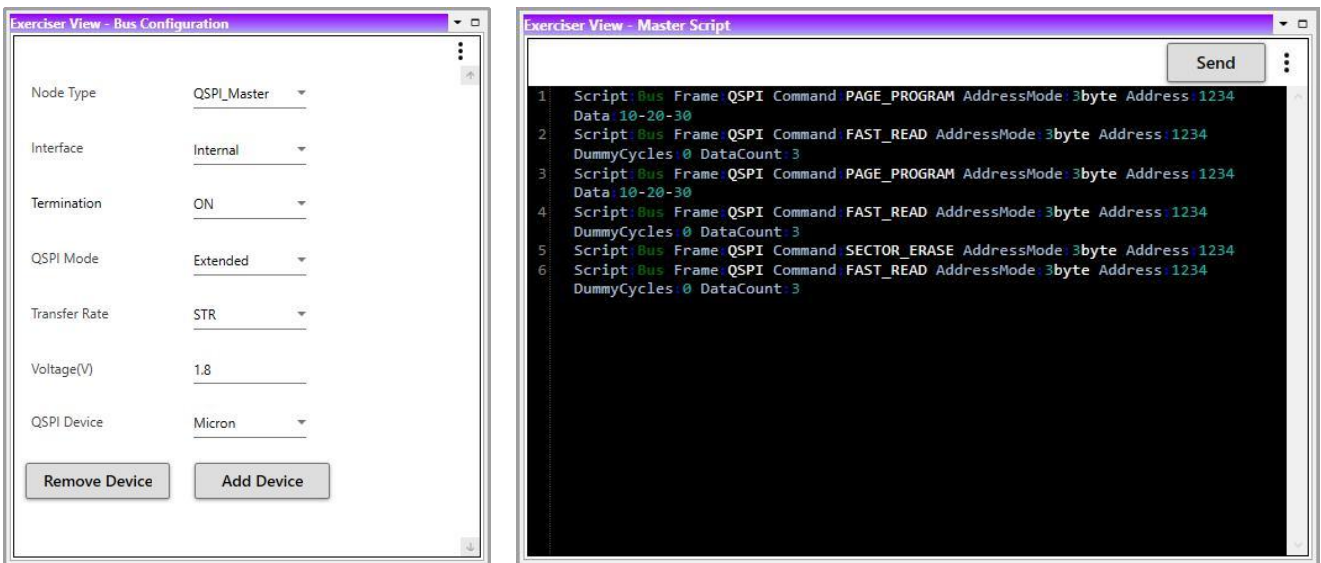 Exerciser View - Bus Configuration
Node Type QSPI_Master
Interface Internal
Termination ON
QSPI Mode Extended
Transfer Rate STR
Voltage(V) 1.8
QSPI Device Micron
Remove Device Add Device
Exerciser View - Master Script
Send
1 Script:Bus Frame:QSPI Command:PAGE_PROGRAM AddressMode:3byte Address:1234
Data:10-20-30
2 Script:Bus Frame:QSPI Command:FAST_READ AddressMode:3byte Address:1234
DummyCycles:0 DataCount:3
3 Script:Bus Frame:QSPI Command:PAGE_PROGRAM AddressMode:3byte Address:1234
Data:10-20-30
4 Script:Bus Frame:QSPI Command:FAST_READ AddressMode:3byte Address:1234
DummyCycles:0 DataCount:3
5 Script:Bus Frame:QSPI Command:SECTOR_ERASE AddressMode:3byte Address:1234
6 Script:Bus Frame:QSPI Command:FAST_READ AddressMode:3byte Address:1234
DummyCycles:0 DataCount:3